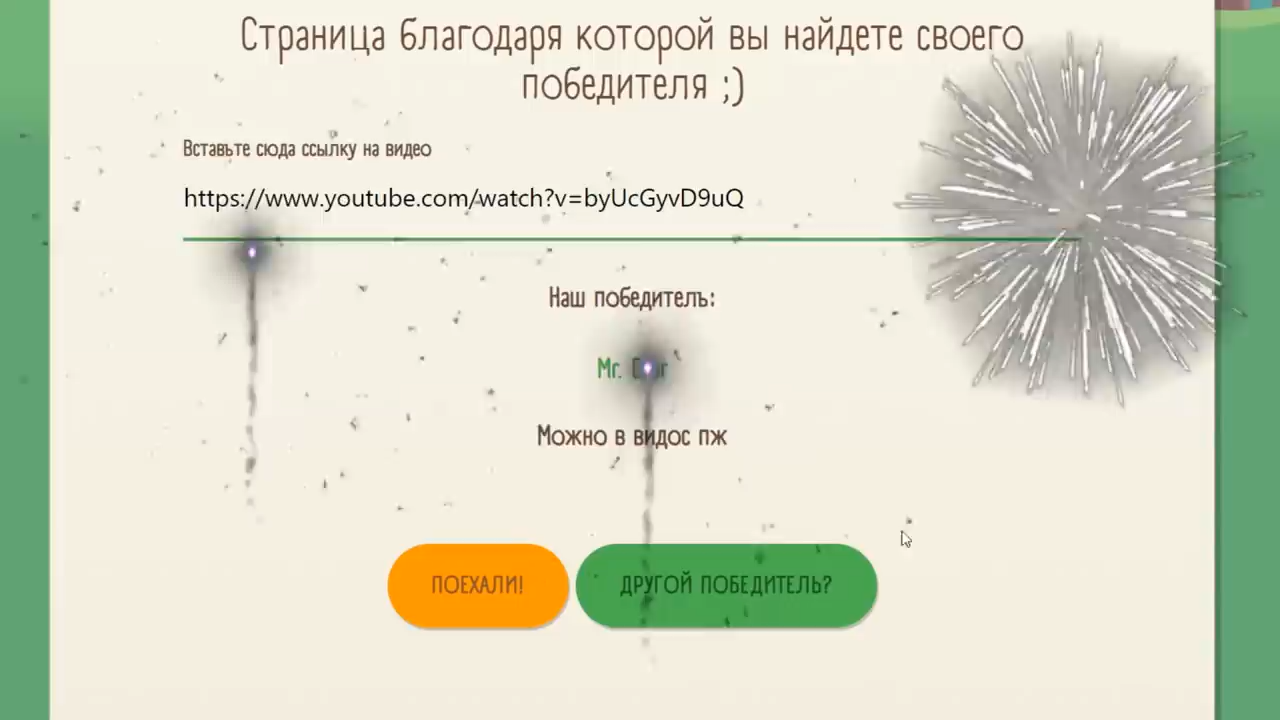 Страница благодаря которой вы найдете своего
победителя ;)
Вставьте сюда ссылку на видео
https://www.youtube.com/watch?v=byUcGyvD9uQ
Наш победитель:
Mr.
Можно в видос пж
ПОЕХАЛИ! ДРУГОЙ ПОБЕДИТЕЛЬ?